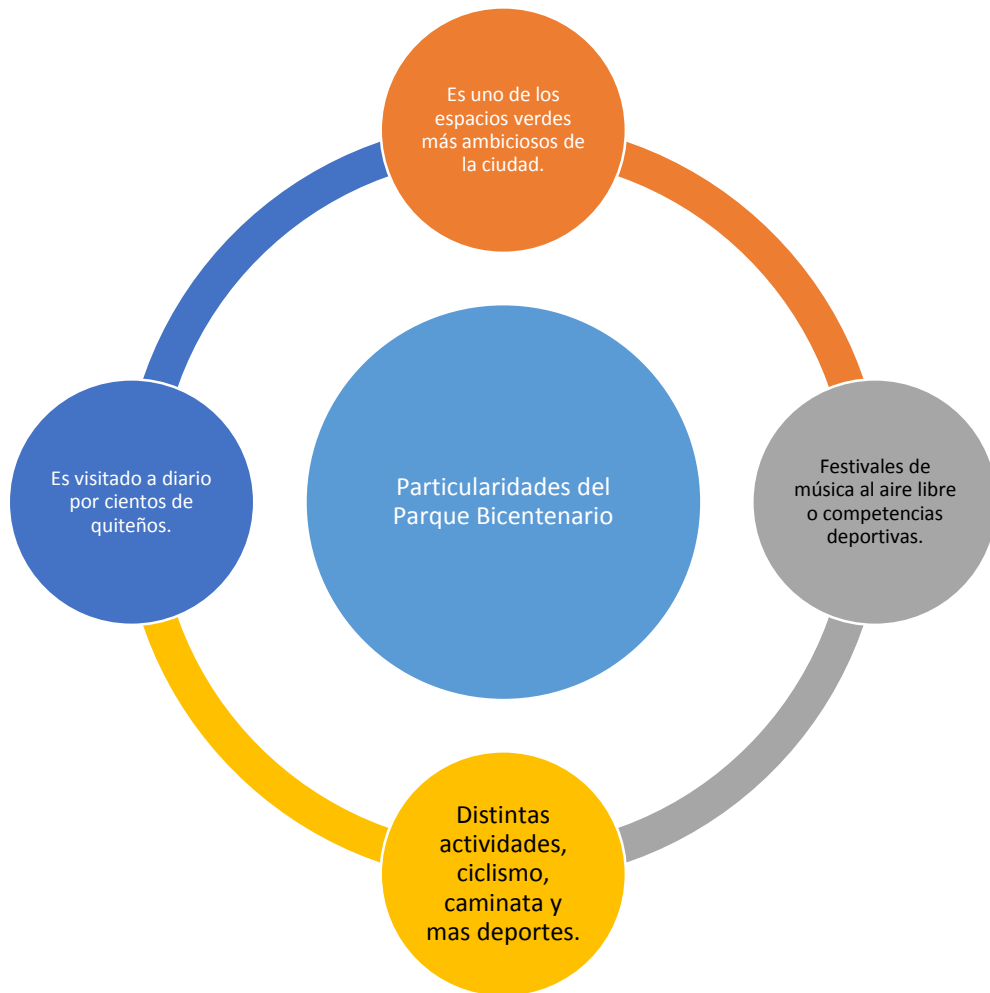 Es uno de los
espacios verdes
más ambiciosos de
la ciudad.
Es visitado a diario
por cientos de
quiteños.
Particularidades del
Parque Bicentenario
Festivales de
música al aire libre
o competencias
deportivas.
Distintas
actividades,
ciclismo,
caminata y
mas deportes.